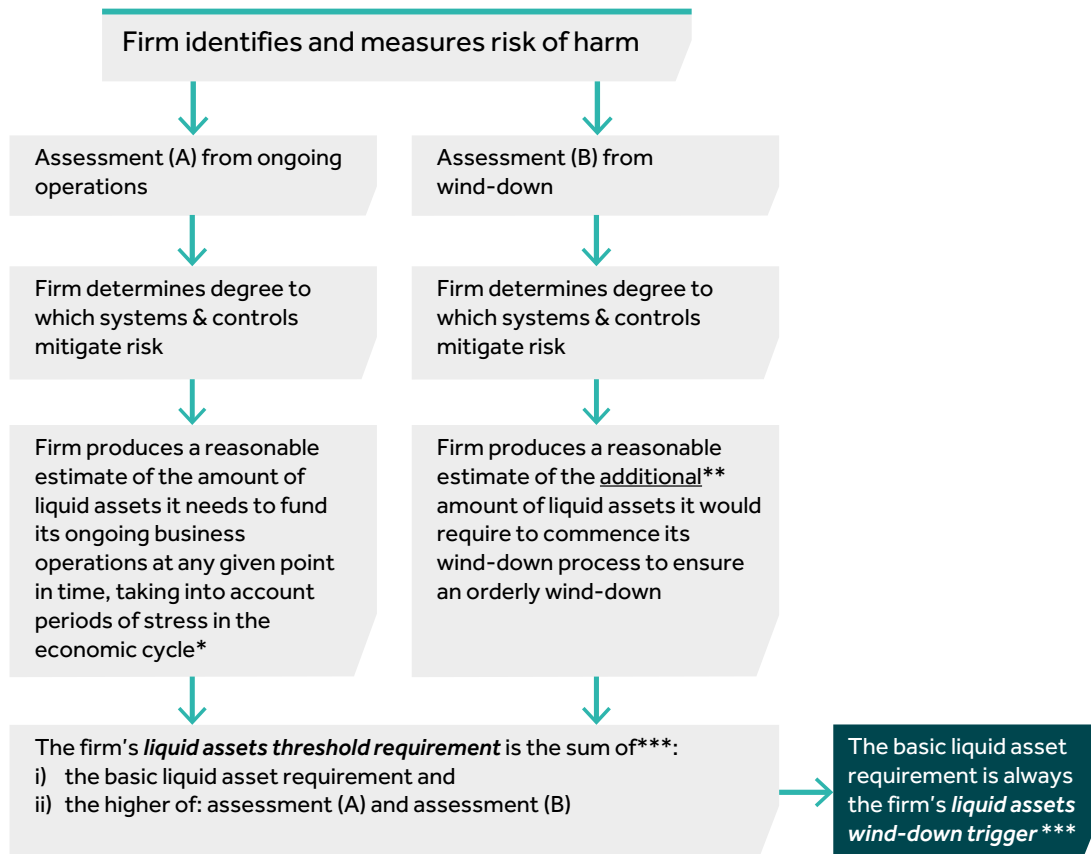 Firm identifies and measures risk of harm
Assessment (A) from ongoing
operations
Assessment (B) from
wind-down
Firm determines degree to
which systems & controls
mitigate risk
Firm determines degree to
which systems & controls
mitigate risk
Firm produces a reasonable
estimate of the amount of
liquid assets it needs to fund
its ongoing business
operations at any given point
in time, taking into account
periods of stress in the
economic cycle*
Firm produces a reasonable
estimate of the additional**
amount of liquid assets it would
require to commence its
wind-down process to ensure
an orderly wind-down
The firm's liquid assets threshold requirement is the sum of***:
i) the basic liquid asset requirement and
ii) the higher of: assessment (A) and assessment (B)
The basic liquid asset
requirement is always
the firm's liquid assets
wind-down trigger ***